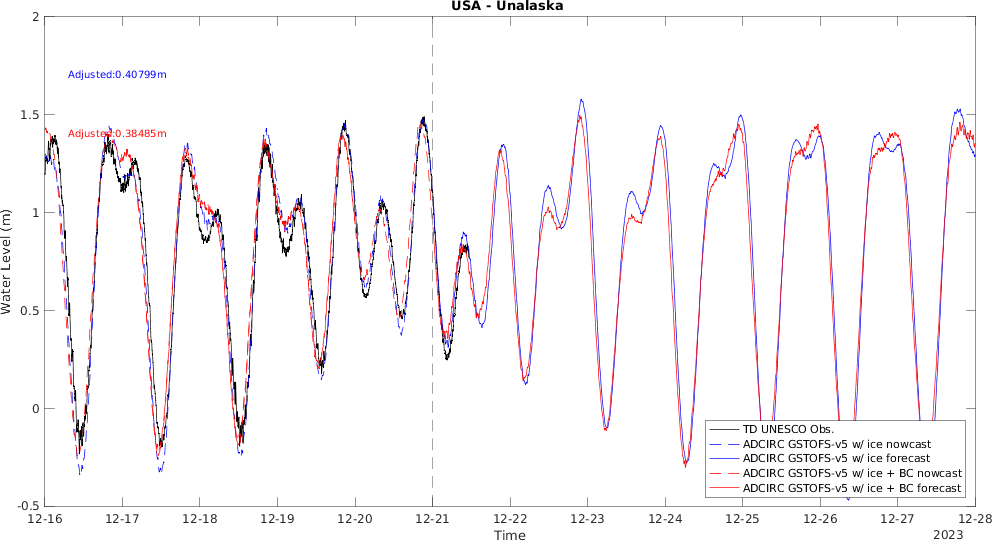 USA - Unalaska
2
1.5
1
0.5
0
-0.5
Water Level (m)
Adjusted:0.40799m
Adjusted:0.38485m
TD UNESCO Obs.
ADCIRC GSTOFS-v5 w/ ice nowcast
ADCIRC GSTOFS-v5 w/ ice forecast
ADCIRC GSTOFS-v5 w/ ice + BC nowcast
ADCIRC GSTOFS-v5 w/ ice + BC forecast
12-16 12-17 12-18 12-19 12-20 12-21 12-22 12-23 12-24 12-25 12-26 12-27 12-28
Time
2023